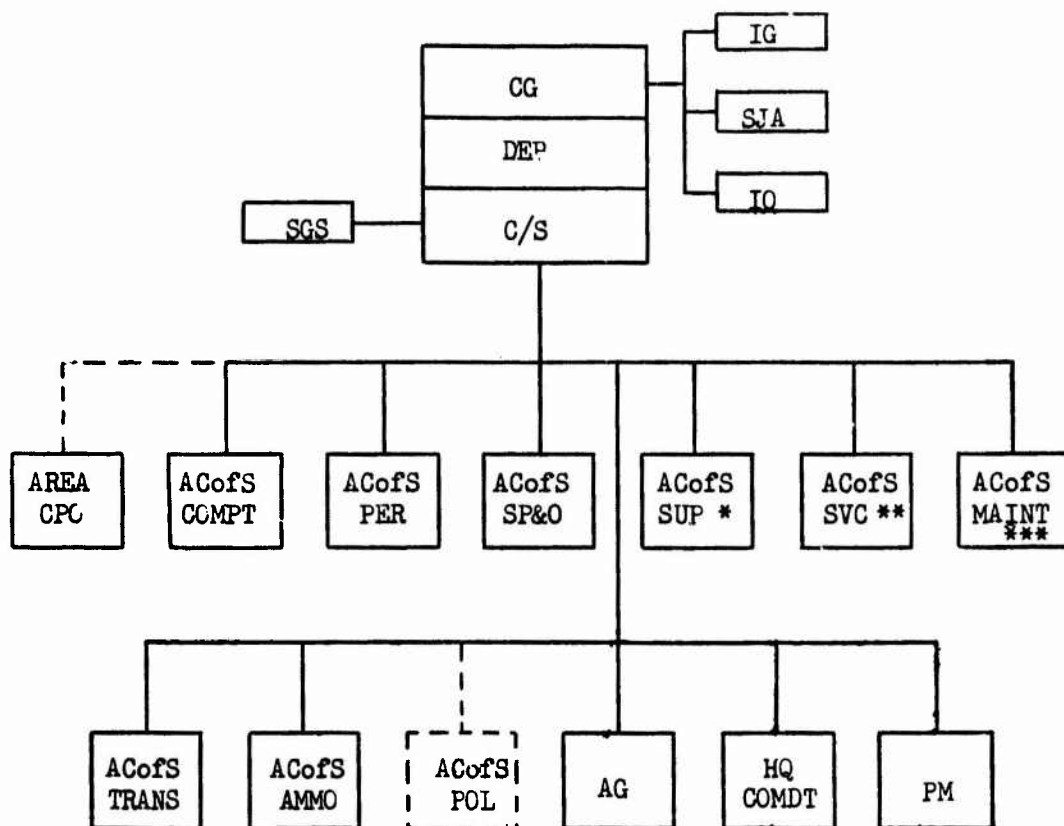 IG
CG
SJA
DEP
IO
SGS
C/S
AREA
CPO
ACofS
COMPT
ACofS
PER
ACofS
SP&O
ACofS
SUP *
ACofS
SVC **
ACofS
MAINT
***
ACofS
TRANS
ACofS
AMMO
ACofS
POL
AG
HQ
COMDT
PM